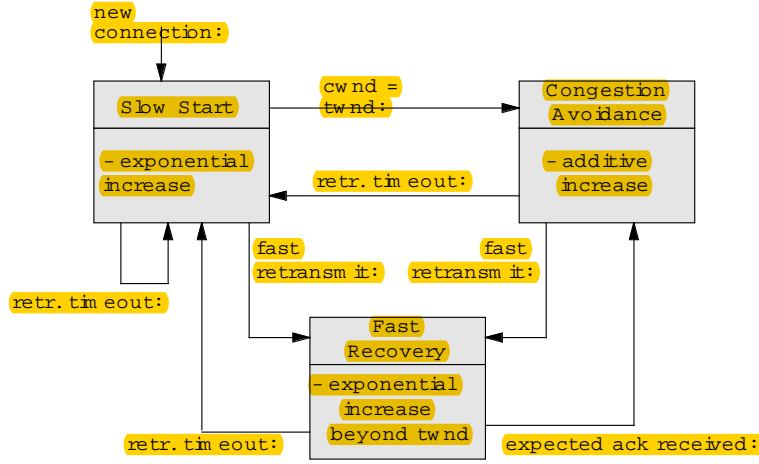 new
connection:
Slow Start
- exponential
increase
cwnd =
twnd:
Congestion
Avoidance
- additive
increase
retr. timeout:
fast
retransmit:
fast
retransmit:
retr. timeout:
Fast
Recovery
- exponential
increase
beyond twnd
retr. timeout:
expected ack received: